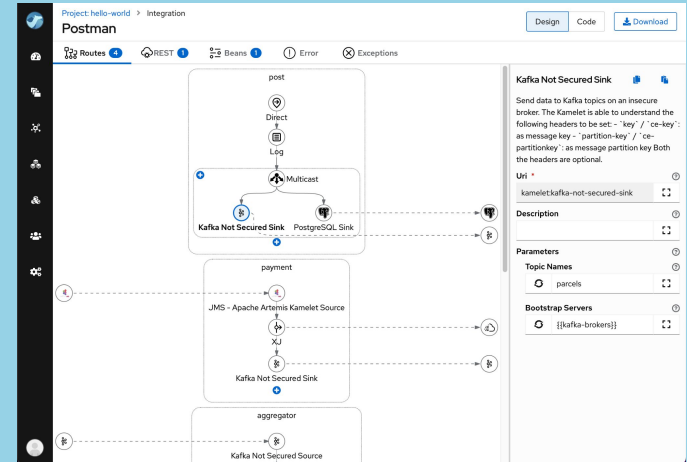 Project: hello-world > Integration
Postman
Design Code Download
Routes 4 REST 1 Beans 1 Error Exceptions
post
Direct
Log
Multicast
Kafka Not Secured Sink PostgreSQL Sink
payment
JMS - Apache Artemis Kamelet Source
XJ
Kafka Not Secured Sink
aggregator
Kafka Not Secured Source
Kafka Not Secured Sink
Send data to Kafka topics on an insecure
broker. The Kamelet is able to understand the
following headers to be set: - `key` / `ce-key`:
as message key - `partition-key` / `ce-
partitionkey`: as message partition key Both
the headers are optional.
Uri *
kamelet:kafka-not-secured-sink
Description
Parameters
Topic Names
parcels
Bootstrap Servers
{{kafka-brokers}}